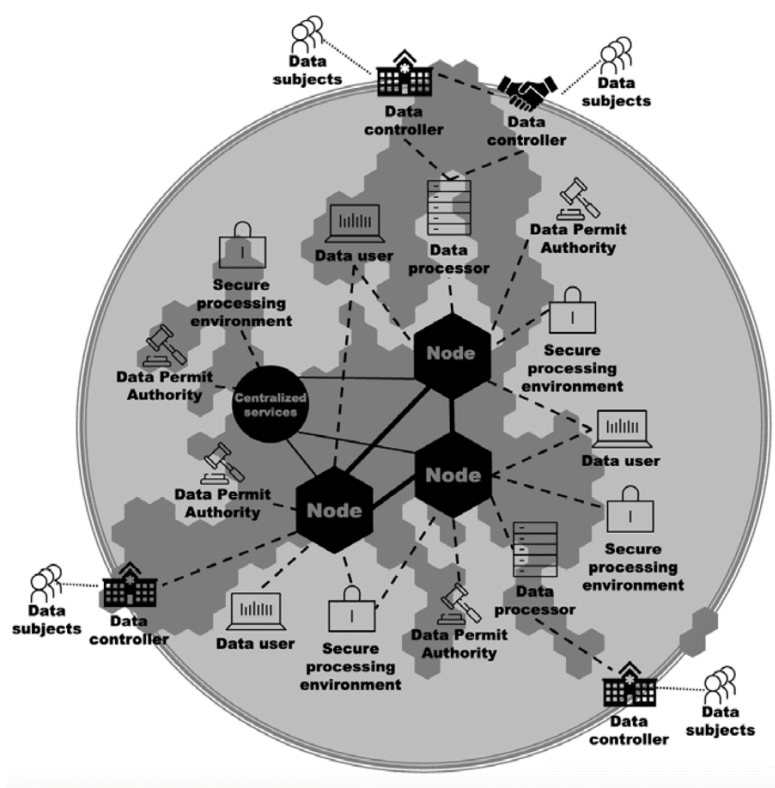 Data
subjects
Data
subjects
Data
controller
Data
controller
Data user
Data
processor
Data Permit
Authority
Secure
processing
environment
Node
Secure
processing
environment
Data Permit
Authority
Centralized
services
Data user
Node
Data Permit
Authority
Node
Secure
processing
environment
Data
subjects
Data
controller
Data user
Secure
processing
environment
Data Permit
Authority
Data
processor
Data
controller
Data
subjects